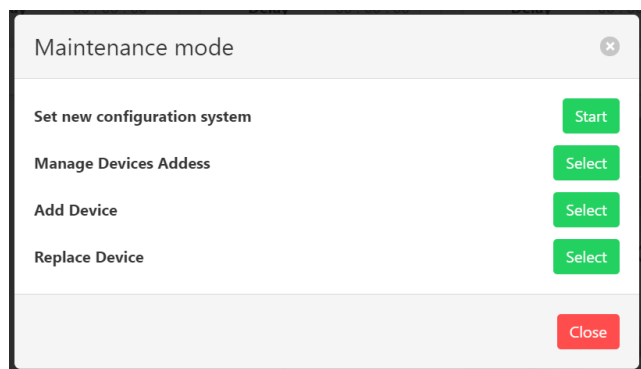 Maintenance mode
Set new configuration system Start
Manage Devices Addess Select
Add Device Select
Replace Device Select
Close